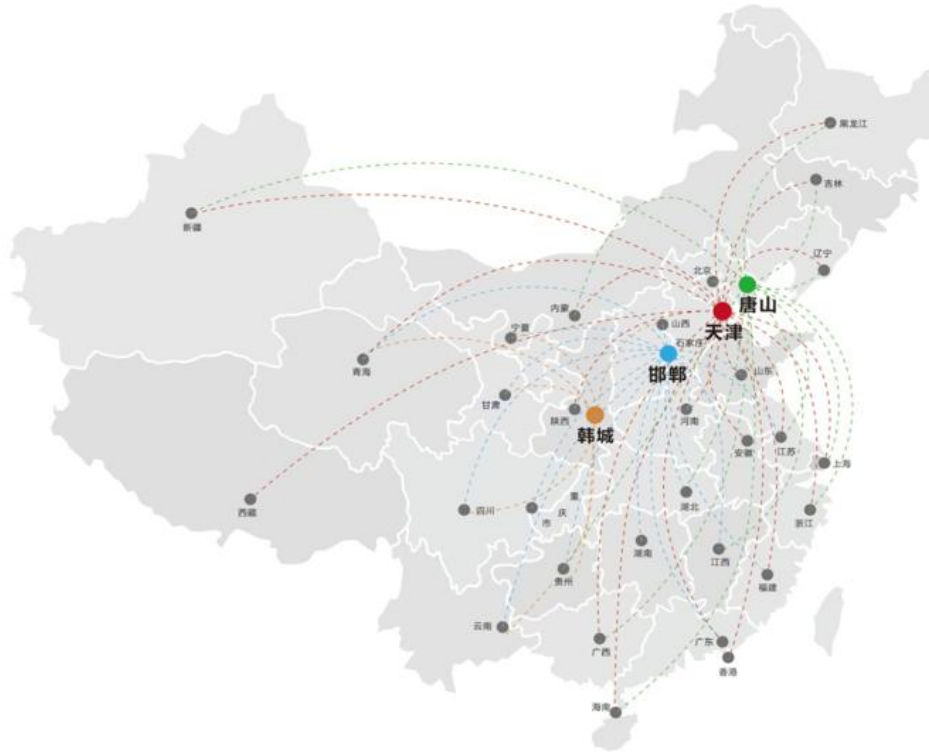 黑龙江
吉林
新疆
辽宁
北京
唐山
内蒙
宁夏
山西
天津
石家庄
青海
邯郸
山东
甘肃
陕西
韩城
河南
安徽
江苏
上海
西藏
四川
重
庆
市
湖北
浙江
湖南
江西
贵州
福建
云南
广西
广东
香港
海南